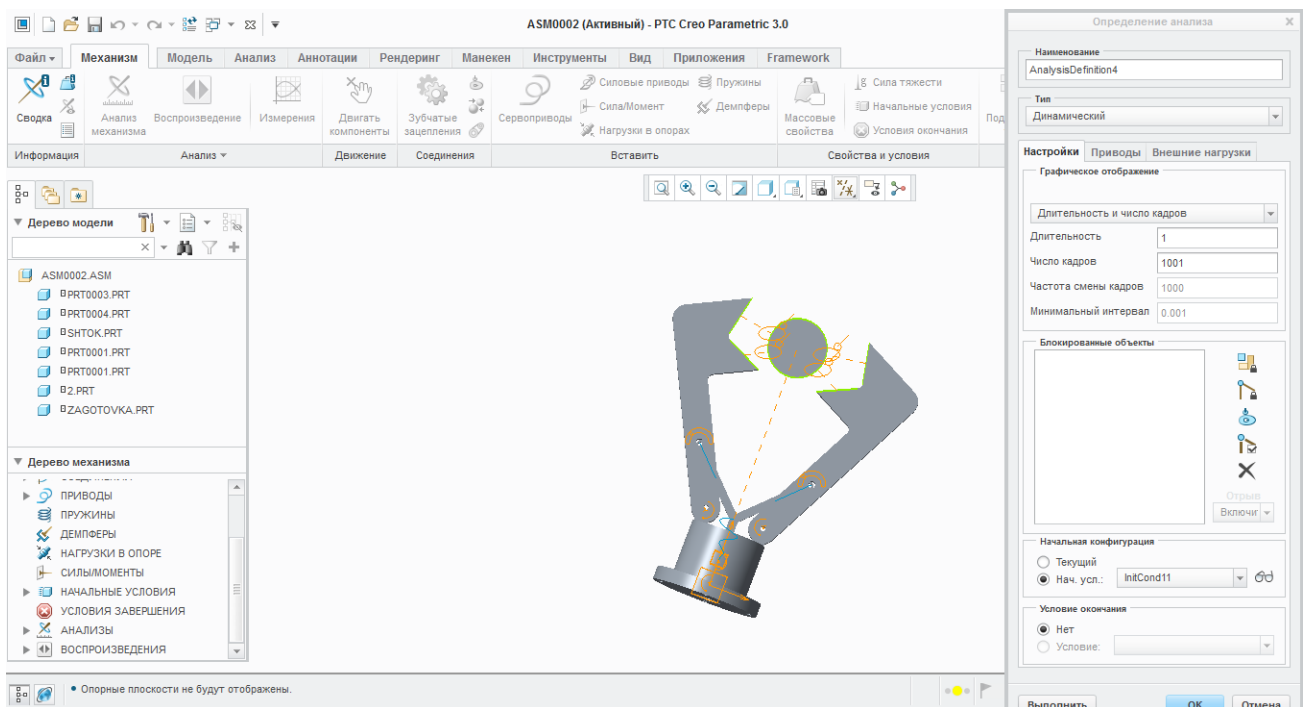 ASM0002 (Активный) - PTC Creo Parametric 3.0
Файл
Механизм
Модель
Анализ
Аннотации
Рендеринг
Манекен
Инструменты
Вид
Приложения
Framework
Сводка
Анализ механизма
Воспроизведение
Измерения
Двигать компоненты
Зубчатые зацепления
Сервоприводы
Силовые приводы
Пружины
Сила/Момент
Демпферы
Нагрузки в опорах
Массовые свойства
Сила тяжести
Начальные условия
Условия окончания
Под
Информация
Анализ
Движение
Соединения
Вставить
Свойства и условия
Дерево модели
ASM0002.ASM
PRT0003.PRT
PRT0004.PRT
SHTOK.PRT
PRT0001.PRT
PRT0001.PRT
2.PRT
ZAGOTOVKA.PRT
Дерево механизма
ПРИВОДЫ
ПРУЖИНЫ
ДЕМПФЕРЫ
НАГРУЗКИ В ОПОРЕ
СИЛЫ/МОМЕНТЫ
НАЧАЛЬНЫЕ УСЛОВИЯ
УСЛОВИЯ ЗАВЕРШЕНИЯ
АНАЛИЗЫ
ВОСПРОИЗВЕДЕНИЯ
Опорные плоскости не будут отображены.
Определение анализа
Наименование
AnalysisDefinition4
Тип
Динамический
Настройки
Приводы
Внешние нагрузки
Графическое отображение
Длительность и число кадров
Длительность 1
Число кадров 1001
Частота смены кадров 1000
Минимальный интервал 0.001
Блокированные объекты
Отрыв
Включи
Начальная конфигурация
Текущий
Нач. усл.: InitCond11
Условие окончания
Нет
Условие:
Выполнить
ОК
Отмена